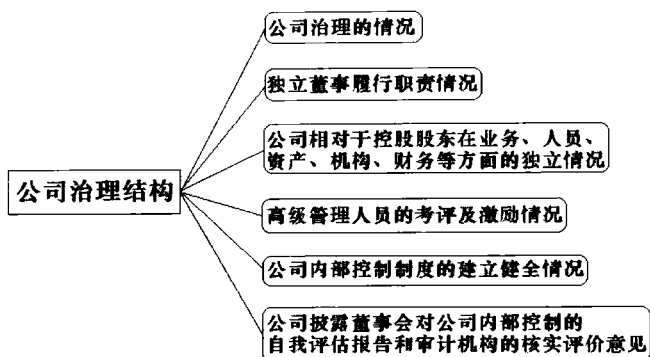 公司治理的情况
独立董事履行职责情况
公司相对于控股股东在业务、人员、
资产、机构、财务等方面的独立情况
公司治理结构
高级管理人员的考评及激励情况
公司内部控制制度的建立健全情况
公司披露董事会对公司内部控制的
自我评估报告和审计机构的核实评价意见